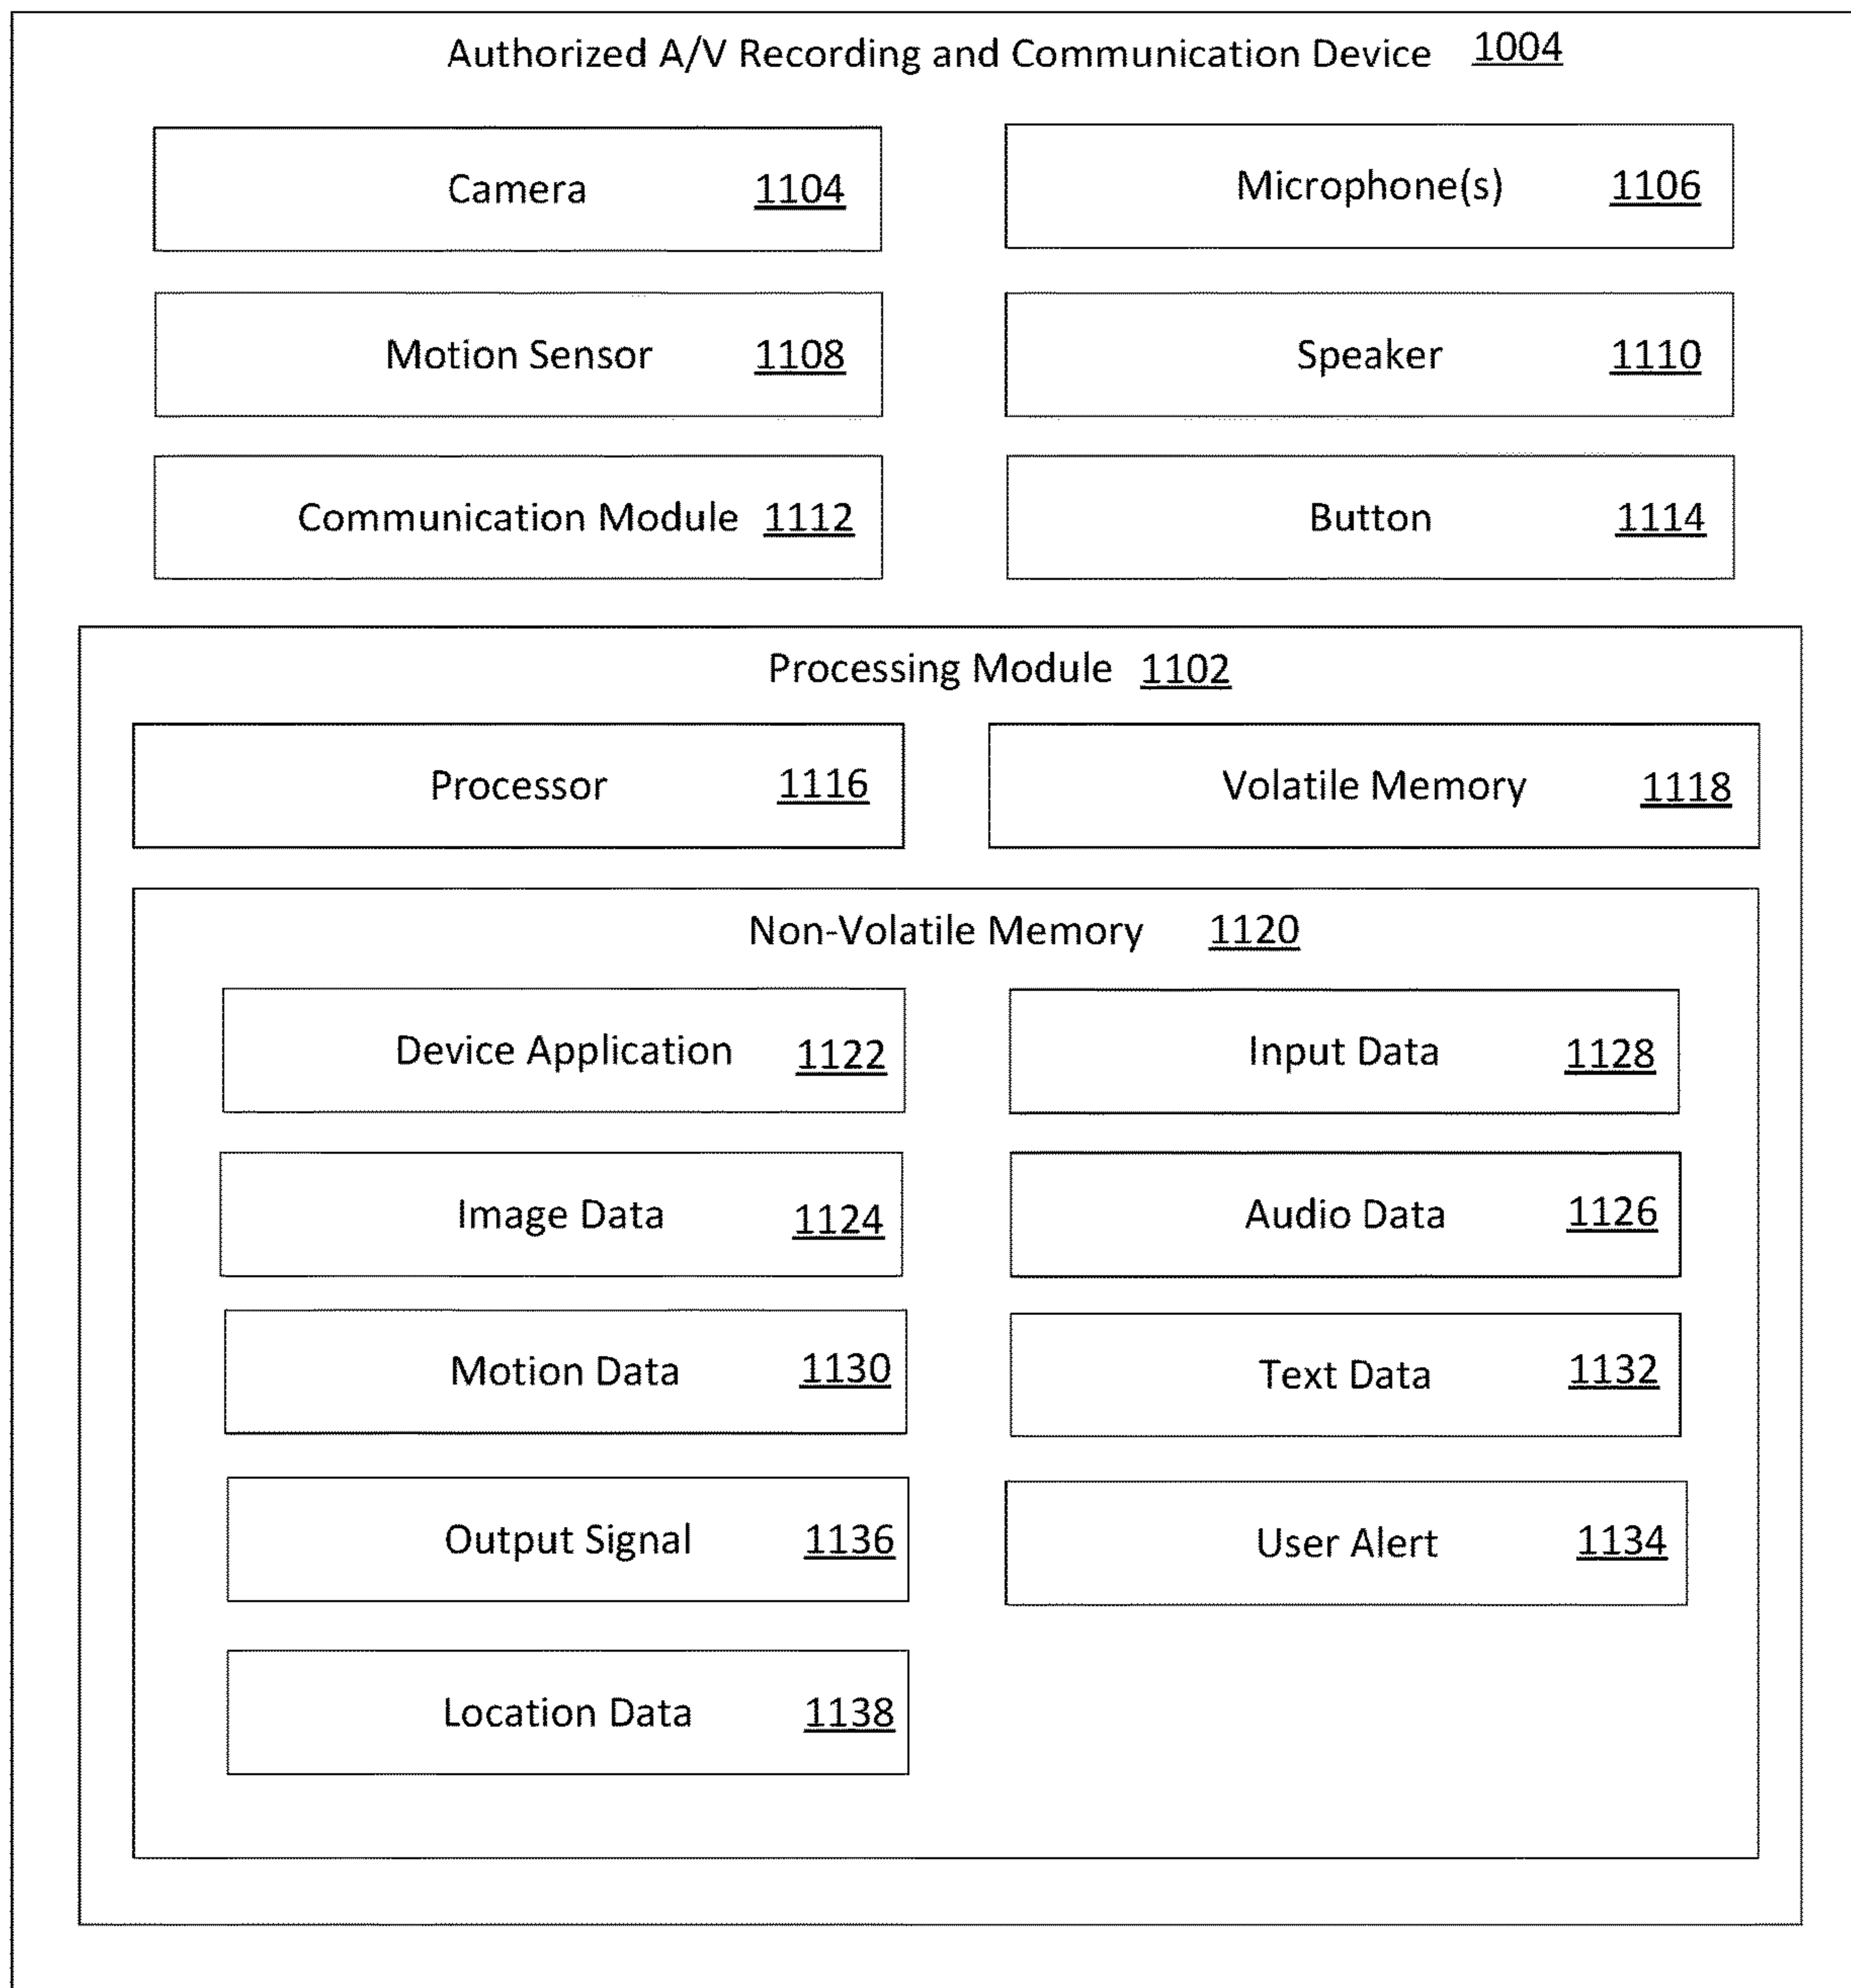 Authorized A/V Recording and Communication Device 1004
Camera 1104
Microphone(s) 1106
Motion Sensor 1108
Speaker 1110
Communication Module 1112
Button 1114
Processing Module 1102
Processor 1116
Volatile Memory 1118
Non-Volatile Memory 1120
Device Application 1122
Input Data 1128
Image Data 1124
Audio Data 1126
Motion Data 1130
Text Data 1132
Output Signal 1136
User Alert 1134
Location Data 1138